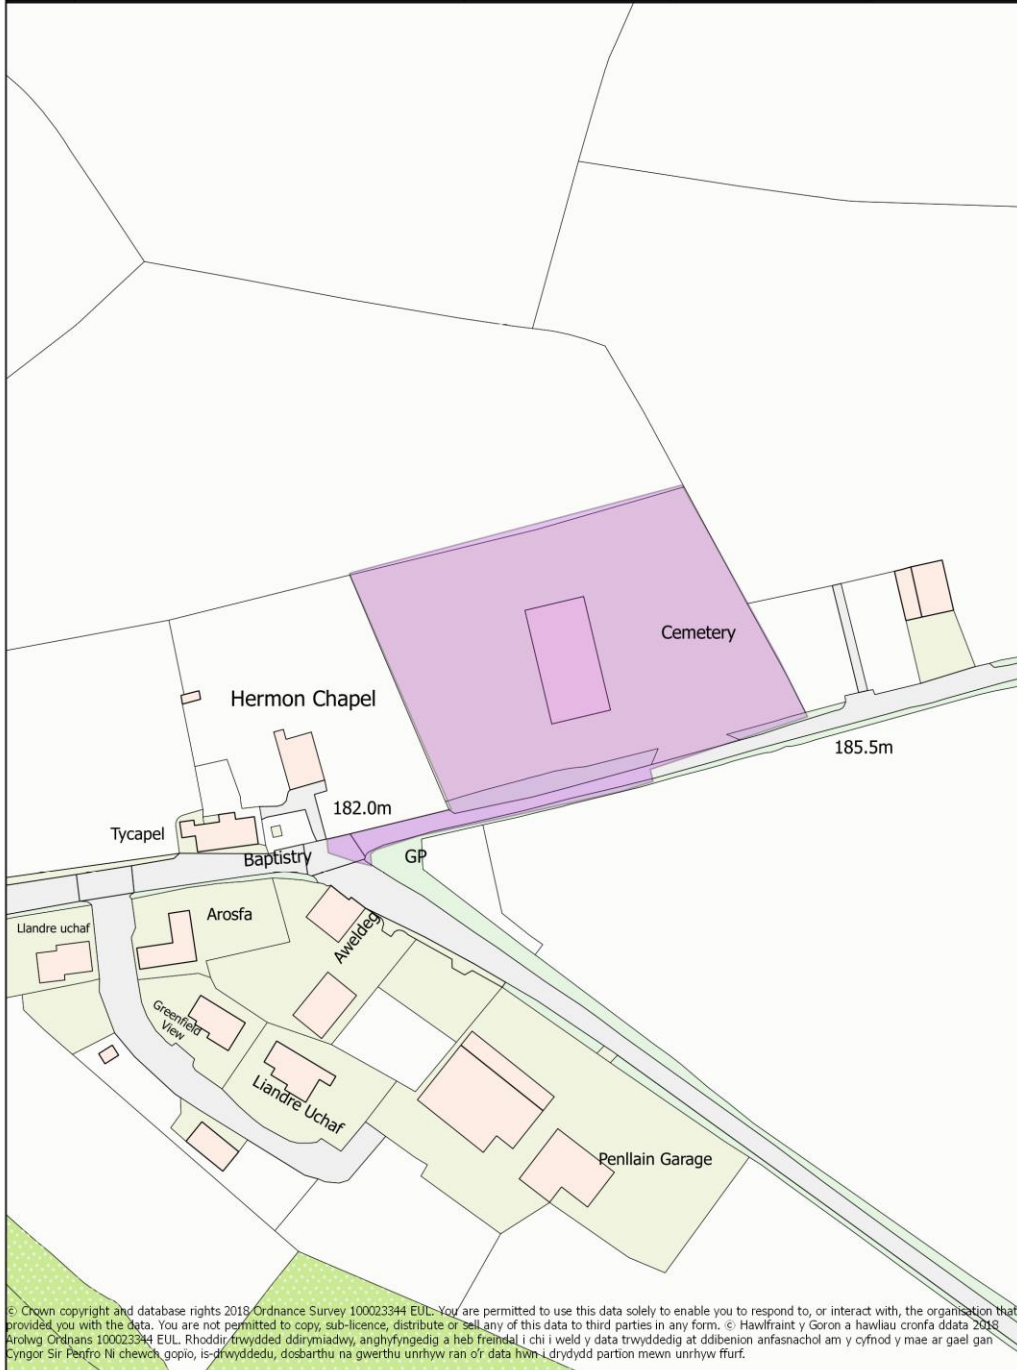 Cemetery
Hermon Chapel
185.5m
182.0m
Tycapel
Baptistry
GP
Arosfa
Llandre uchaf
Aweldeg
Greenfield
View
Liandre Uchaf
Penllain Garage
© Crown copyright and database rights 2018 Ordnance Survey 100023344 EUL. You are permitted to use this data solely to enable you to respond to, or interact with, the organisation that
provided you with the data. You are not permitted to copy, sub-licence, distribute or sell any of this data to third parties in any form. © Hawlfraint y Goron a hawliau cronfa ddata 2018
Arolwg Ordnans 100023344 EUL. Rhoddir trwydded ddirymiadwy, anghyfyngedig a heb freindal i chi i weld y data trwyddedig at ddibenion anfasnachol am y cyfnod y mae ar gael gan
Cyngor Sir Penfro Ni chewch gopïo, is-drwyddedu, dosbarthu na gwerthu unrhyw ran o'r data hwn i drydydd partion mewn unrhyw ffurf.